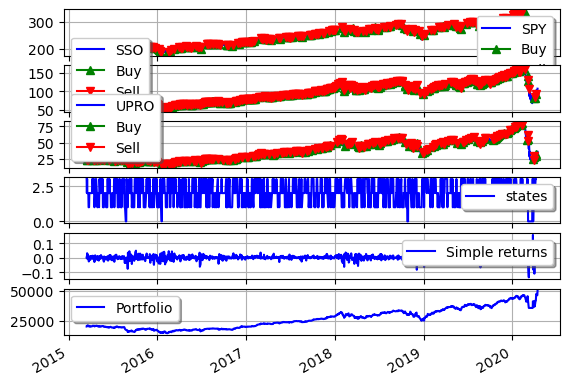 300
200
SPY
Buy
SSO
Buy
Sell
150
100
50
UPRO
Buy
Sell
75
50
25
2.5
0.0
states
0.1
0.0
−0.1
Simple returns
50000
25000
Portfolio
2015
2016
2017
2018
2019
2020